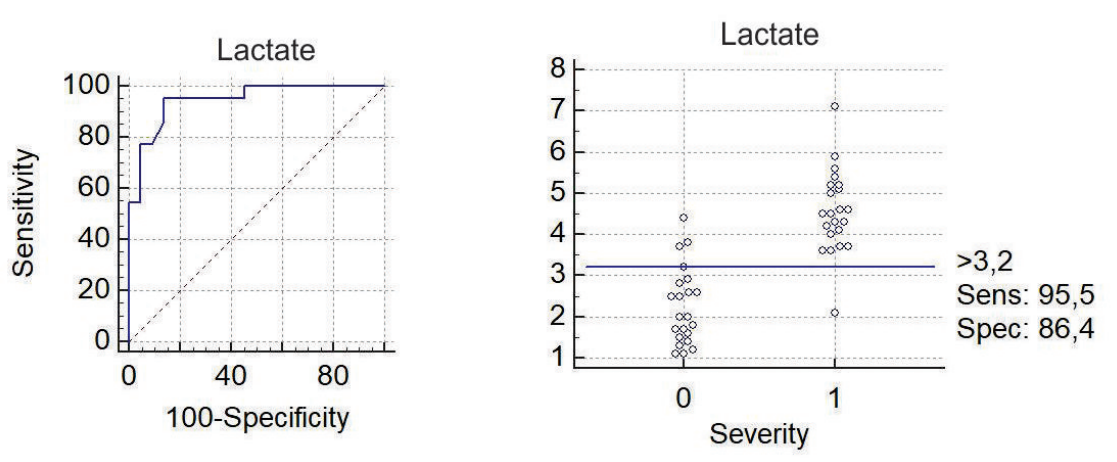 Lactate
100
80
60
40
20
0
Sensitivity
0 40 80
100-Specificity
Lactate
8
7
6
5
4
3
2
1
>3,2
Sens: 95,5
Spec: 86,4
0 1
Severity